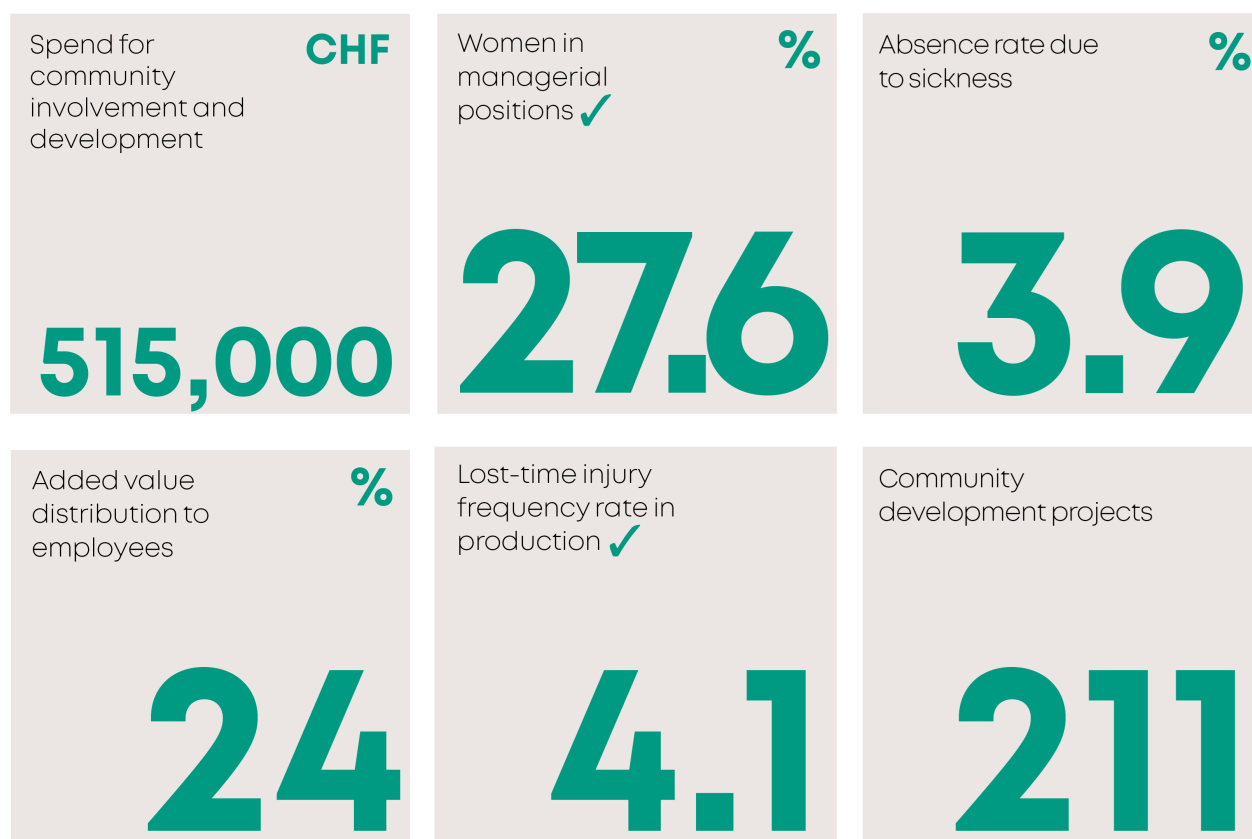 Spend for
community
involvement and
development
CHF
515,000
Women in
managerial
positions ✓
%
27.6
Absence rate due
to sickness
%
3.9
Added value
distribution to
employees
%
24
Lost-time injury
frequency rate in
production ✓
4.1
Community
development projects
211